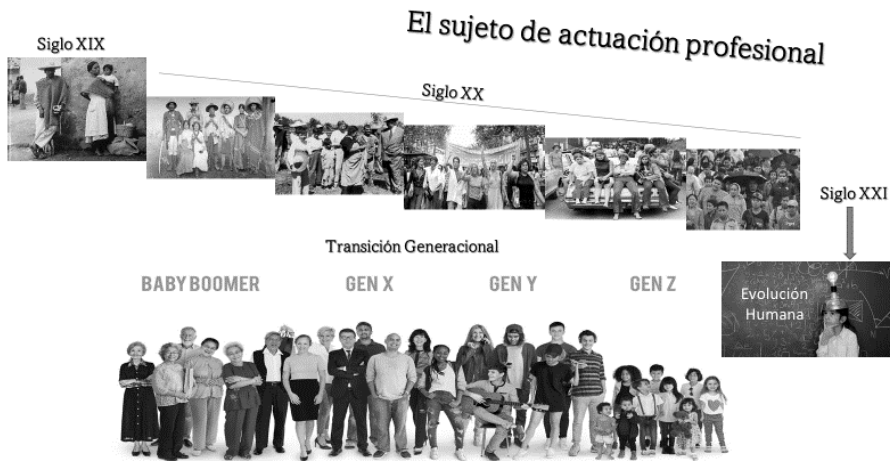 El sujeto de actuación profesional
Siglo XIX
Siglo XX
Siglo XXI
Transición Generacional
BABY BOOMER
GEN X
GEN Y
GEN Z
Evolución
Humana